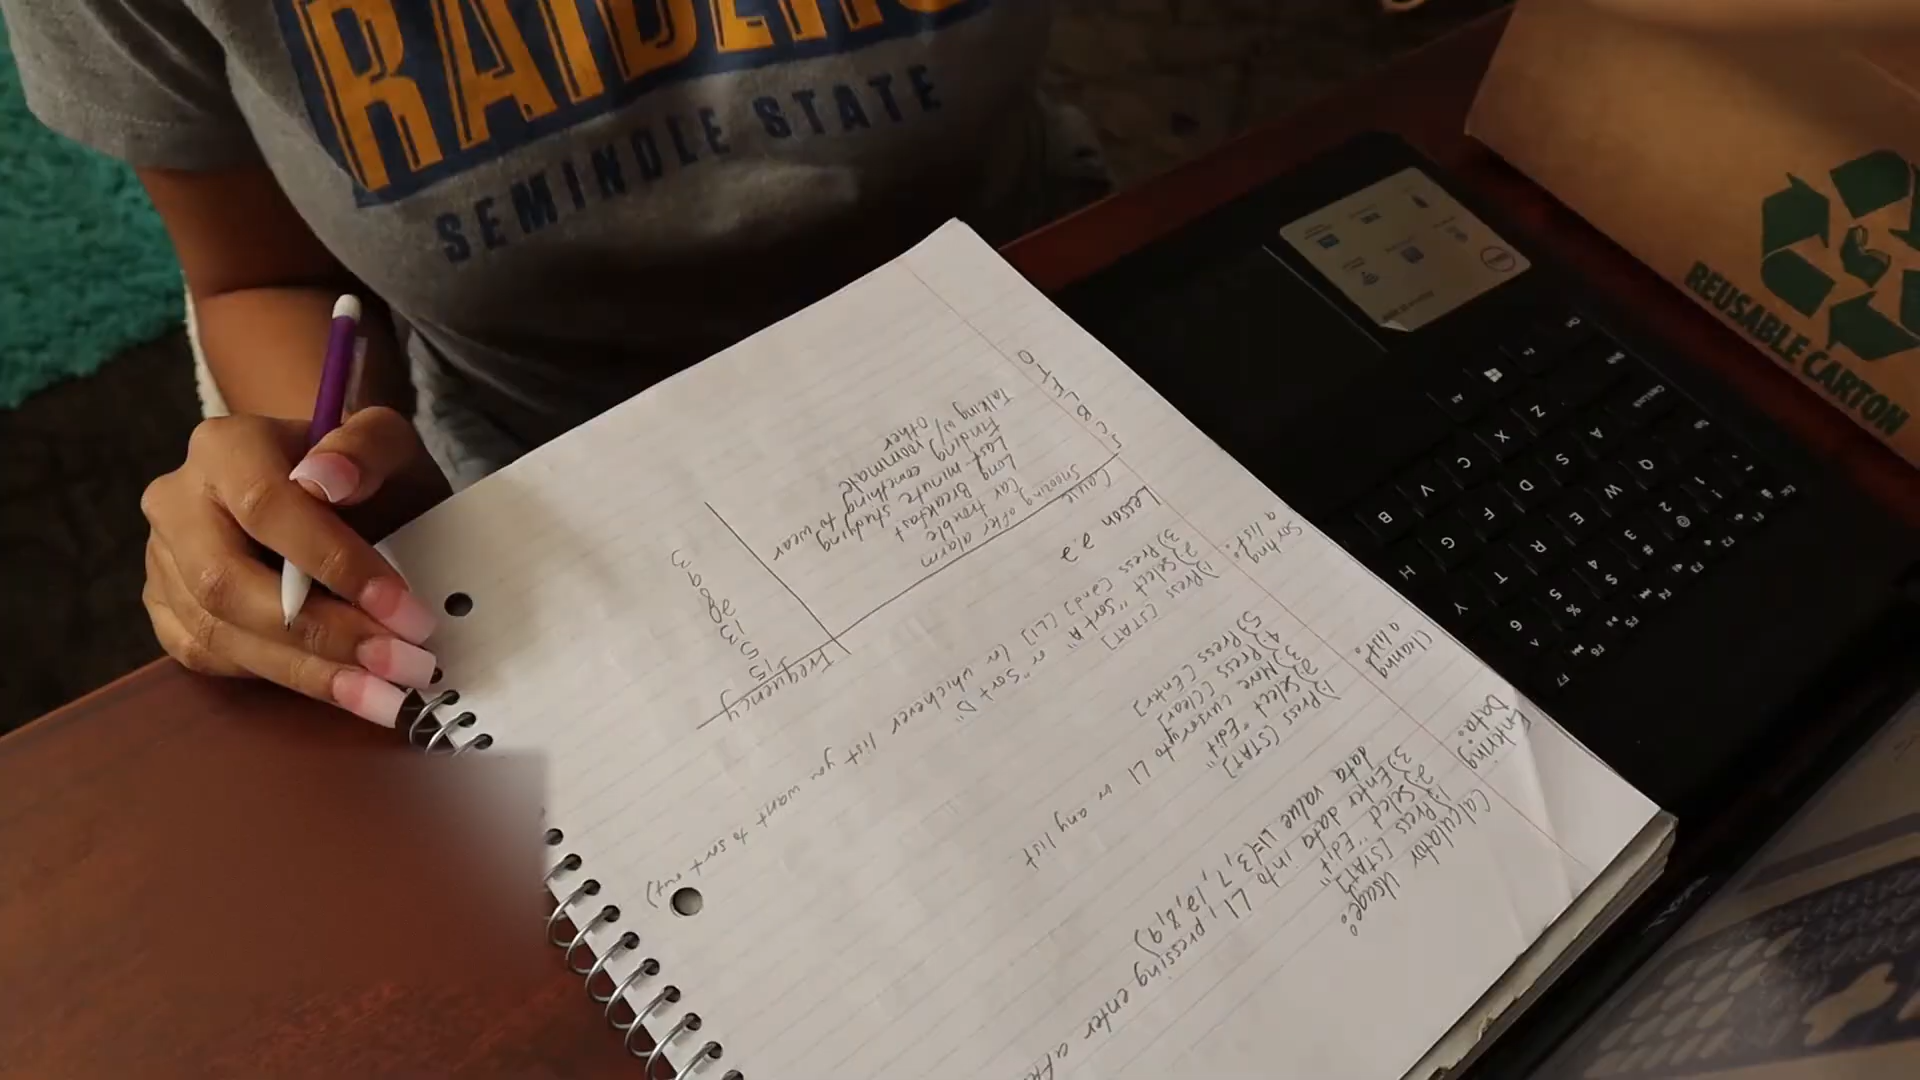 RAIDERS
SEMINOLE STATE
REUSABLE CARTON
Calculator Usage:
Entering Data:
1) Press [STAT]
2) Select "Edit"
3) Enter data into L1, pressing enter
data value L1=(3, 7, 12, 8, 9)
Clearing a list:
1) Press [STAT]
2) Select "Edit"
3) Move cursor to L1 or any list
4) Press [Clear]
5) Press [Enter]
Sorting a list:
1) Press [STAT]
2) Select "Sort A" or "Sort D"
3) Press [2nd] [L1] (or whichever list you want to sort out)
Lesson 2.2
Cause Frequency
S Snoozing after alarm 15
C Car trouble 5
B Long Breakfast 3
L Last-minute studying
F Finding something to wear 8
T Talking w/ roommate 9
O other 3